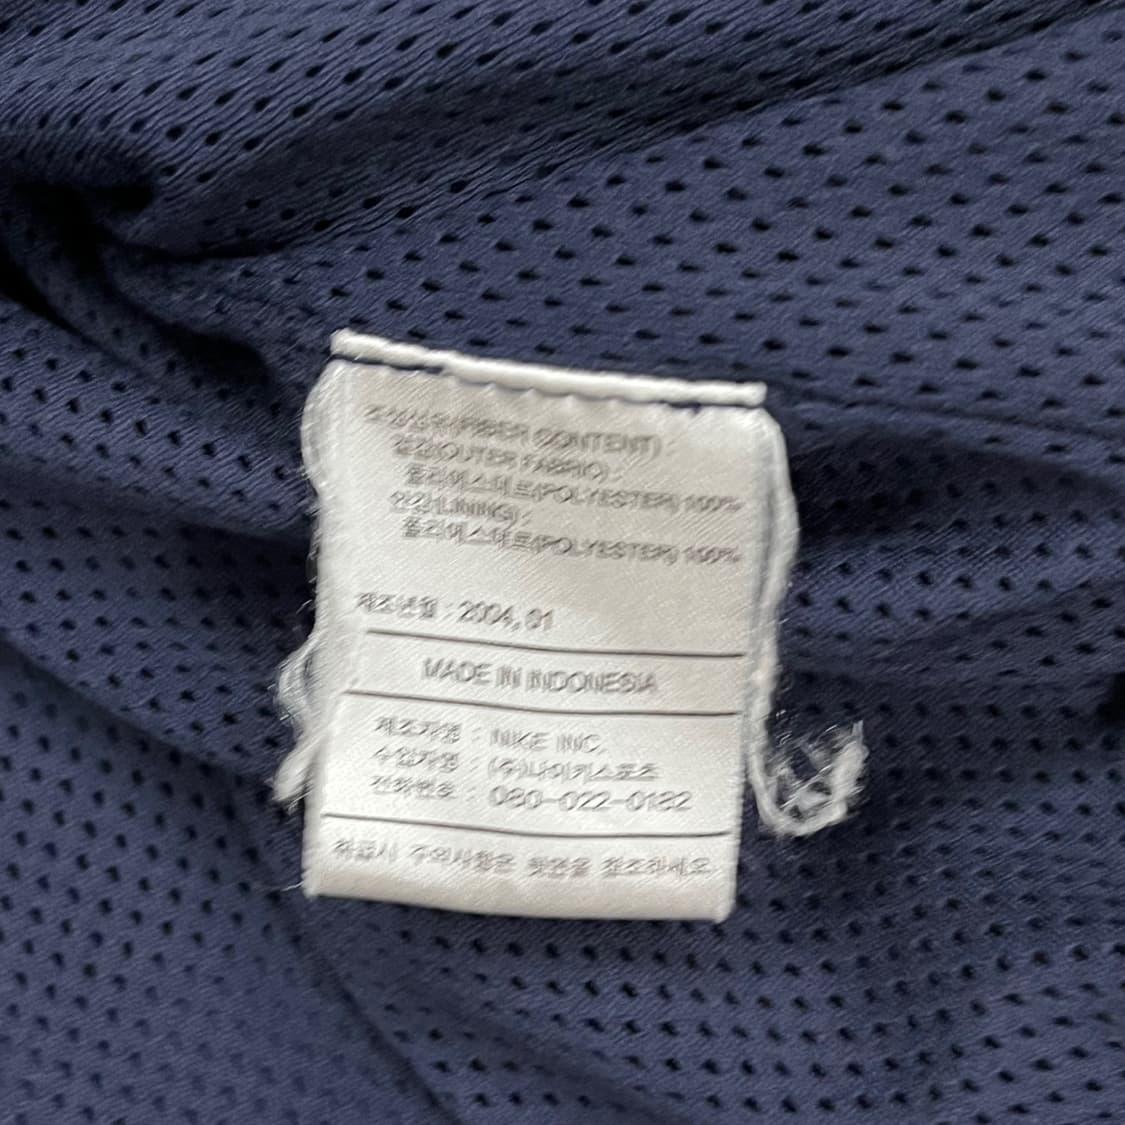 조성섬유(FIBER CONTENT) :
겉감(OUTER FABRIC) :
폴리에스테르(POLYESTER) 100%
안감(LINING) :
폴리에스테르(POLYESTER) 100%
제조년월 : 2004, 01
MADE IN INDONESIA
제조자명 : NIKE INC.
수입자명 : (주)나이키스포츠
전화번호 : 080-022-0182
취급시 주의사항은 뒷면을 참조하세요